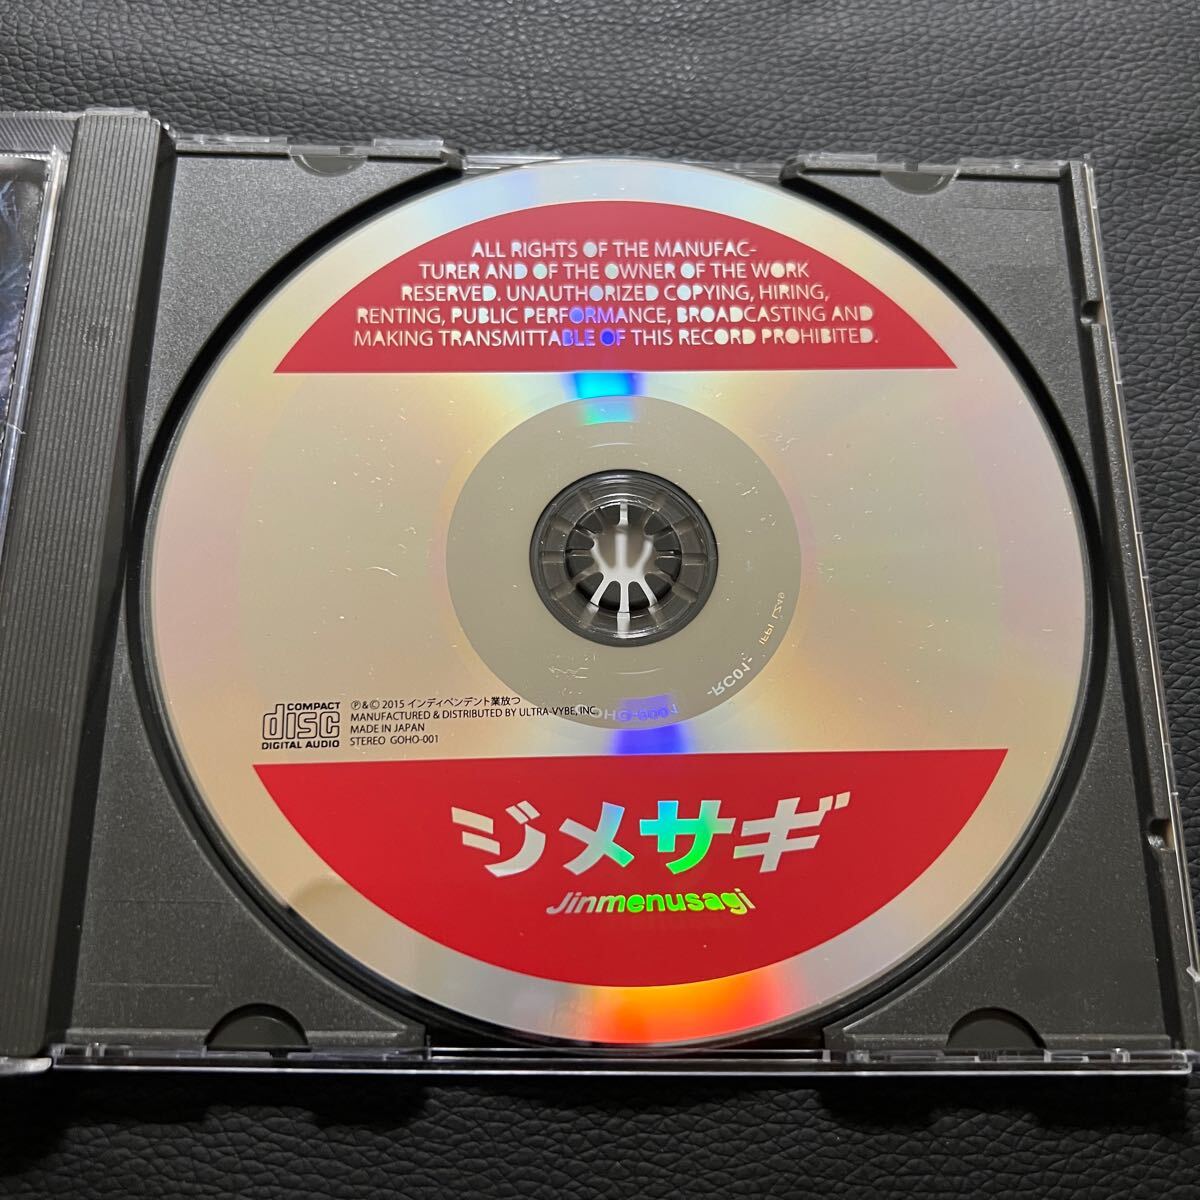 ALL RIGHTS OF THE MANUFAC-
TURER AND OF THE OWNER OF THE WORK
RESERVED. UNAUTHORIZED COPYING, HIRING,
RENTING, PUBLIC PERFORMANCE, BROADCASTING AND
MAKING TRANSMITTABLE OF THIS RECORD PROHIBITED.
COMPACT
disc
DIGITAL AUDIO
Ⓟ&© 2015 インディペンデント業放つ
MANUFACTURED & DISTRIBUTED BY ULTRA-VYBE, INC.
MADE IN JAPAN
STEREO GOHO-001
-RC01-
ジメサギ
Jinmenusagi